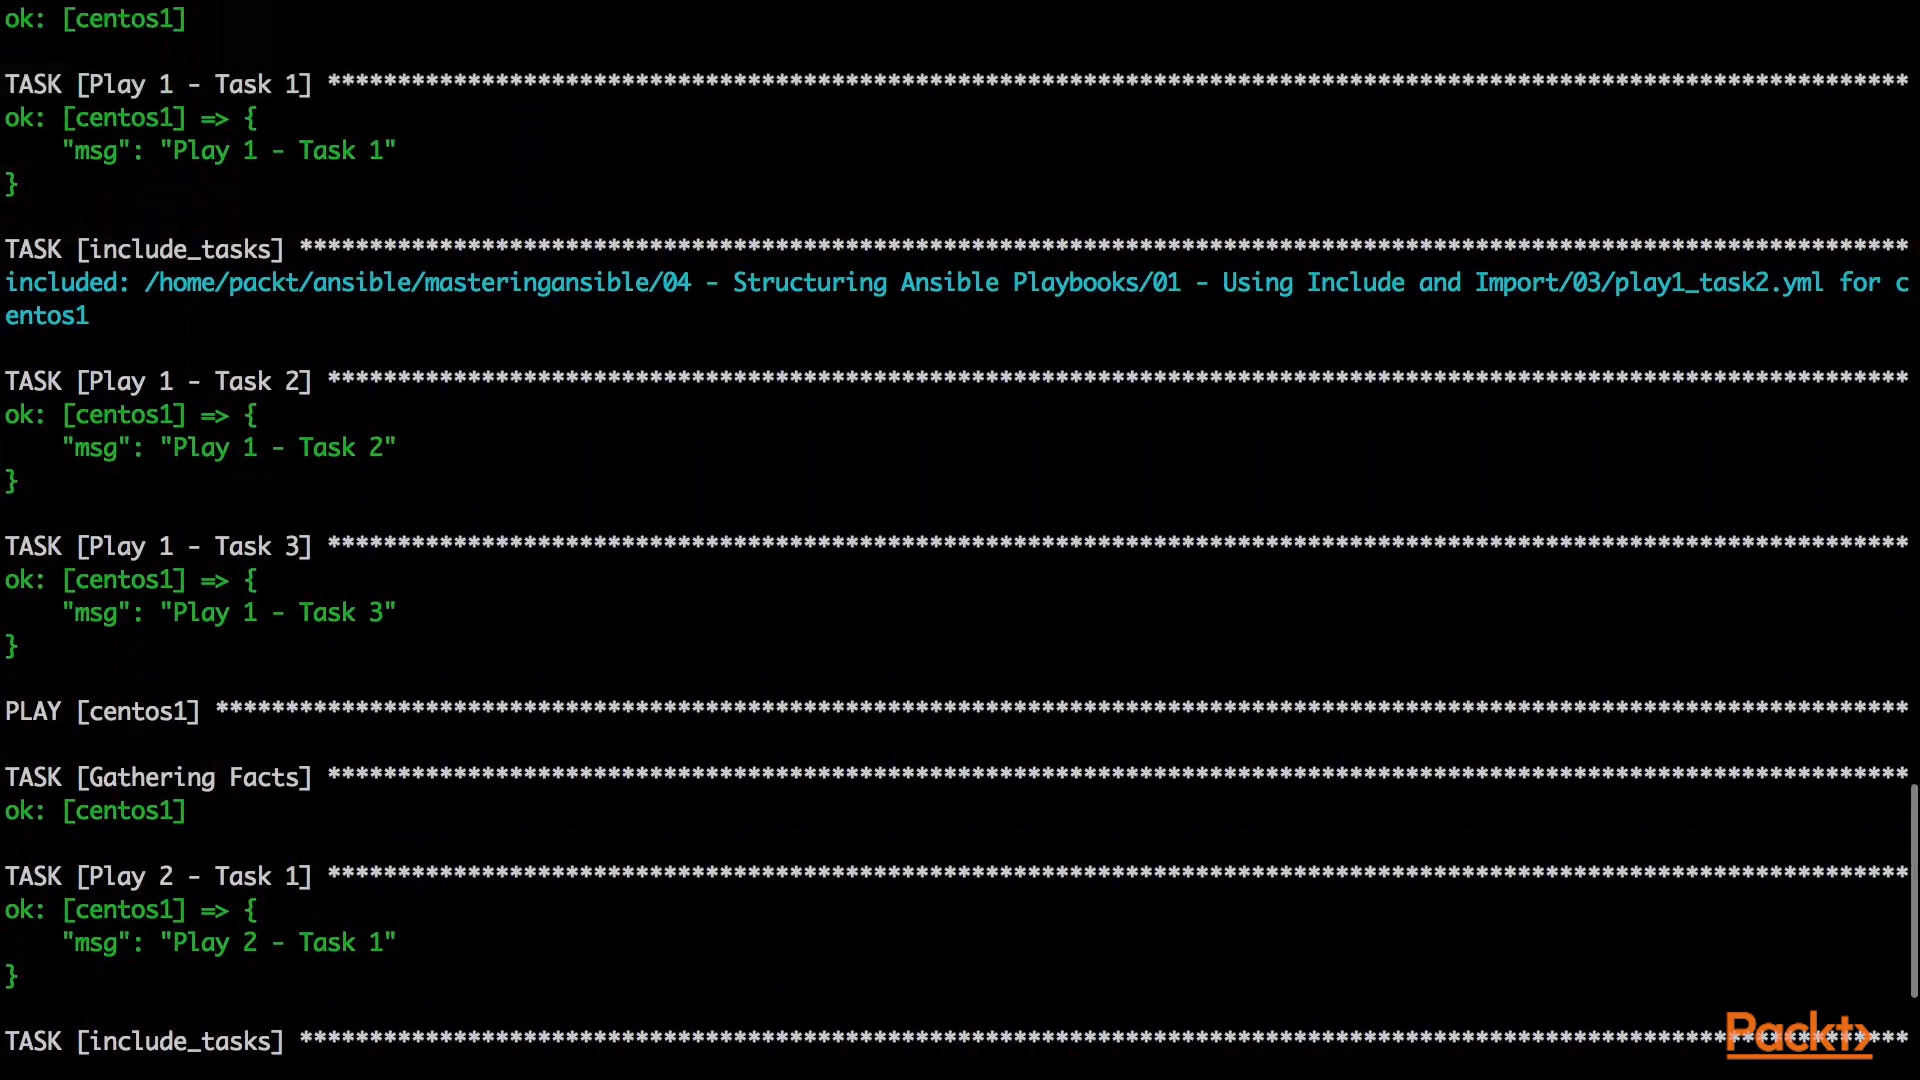 ok: [centos1]
TASK [Play 1 - Task 1] *****************************************************************************************************************
ok: [centos1] => {
    "msg": "Play 1 - Task 1"
}
TASK [include_tasks] *******************************************************************************************************************
included: /home/packt/ansible/masteringansible/04 - Structuring Ansible Playbooks/01 - Using Include and Import/03/play1_task2.yml for c
entos1
TASK [Play 1 - Task 2] *****************************************************************************************************************
ok: [centos1] => {
    "msg": "Play 1 - Task 2"
}
TASK [Play 1 - Task 3] *****************************************************************************************************************
ok: [centos1] => {
    "msg": "Play 1 - Task 3"
}
PLAY [centos1] *************************************************************************************************************************
TASK [Gathering Facts] *****************************************************************************************************************
ok: [centos1]
TASK [Play 2 - Task 1] *****************************************************************************************************************
ok: [centos1] => {
    "msg": "Play 2 - Task 1"
}
TASK [include_tasks] *******************************************************************************************************************
Packt>